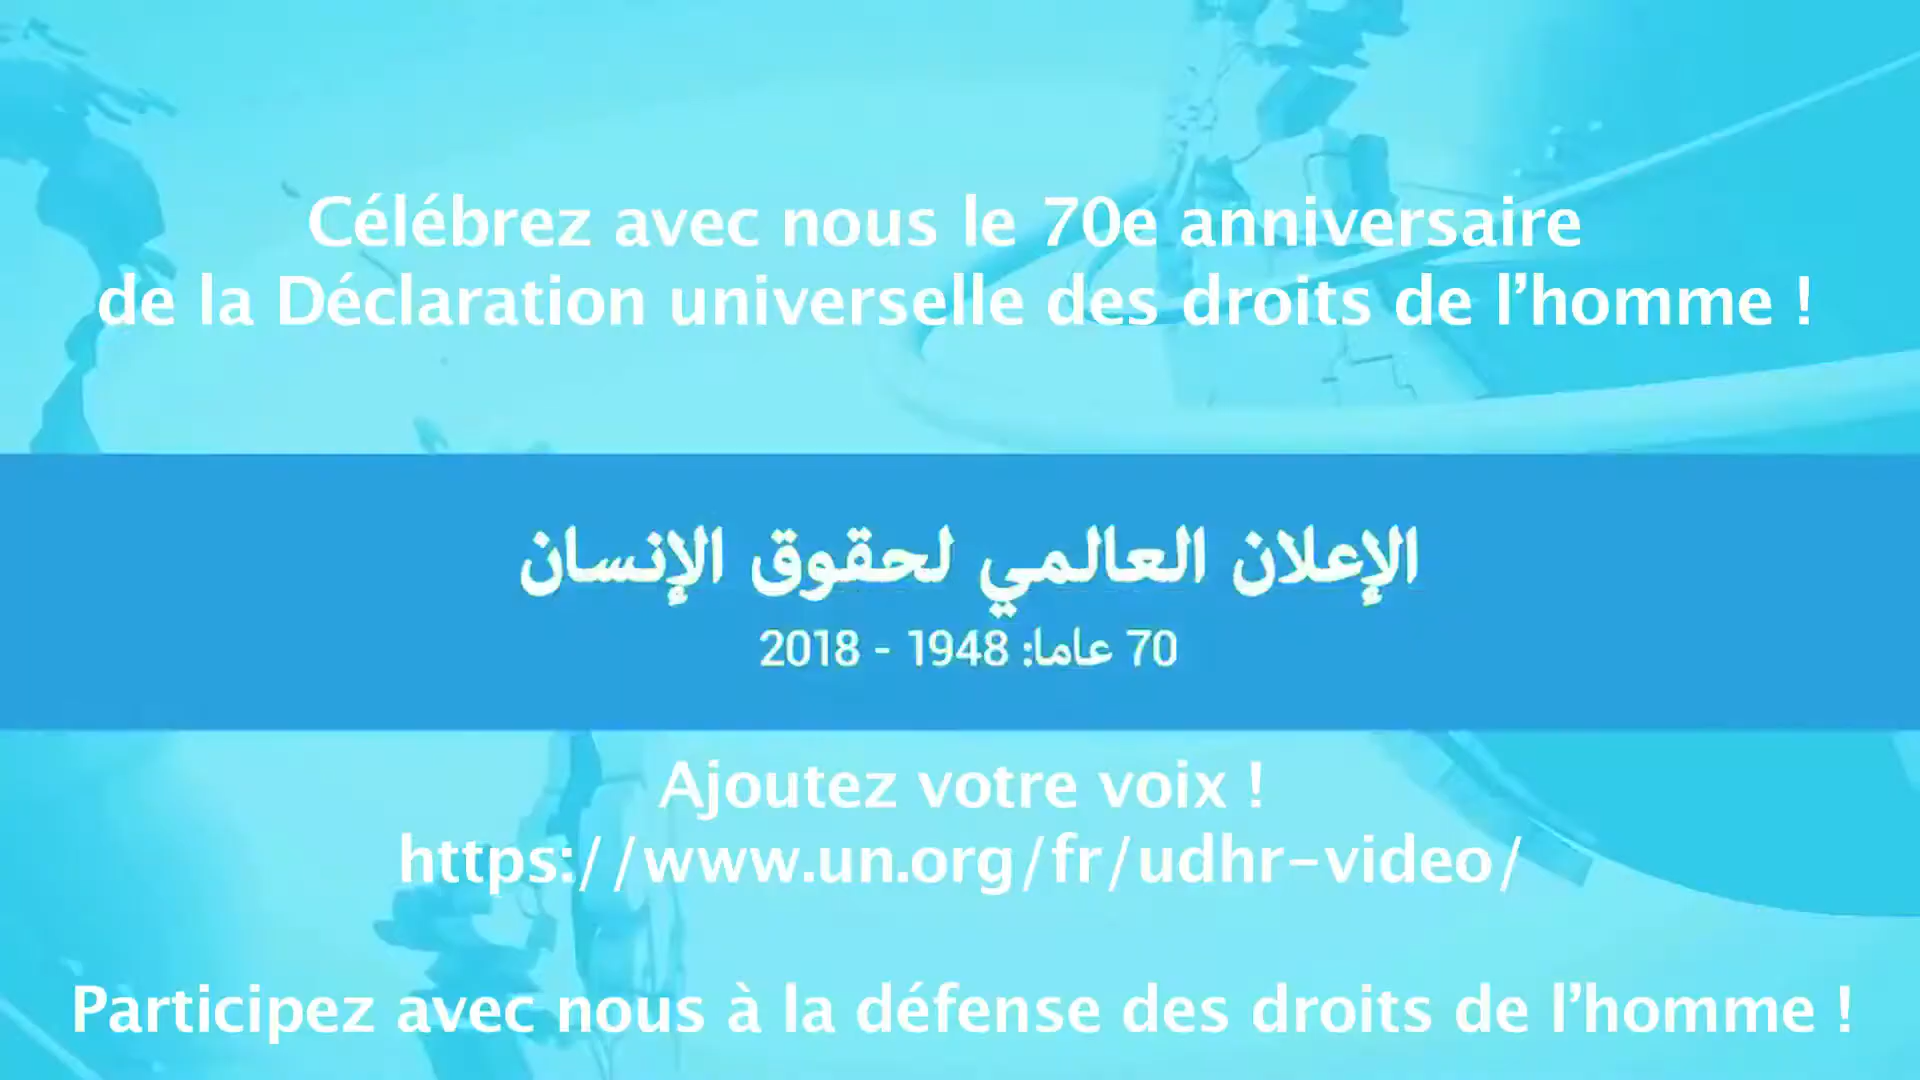 Célébrez avec nous le 70e anniversaire
de la Déclaration universelle des droits de l’homme !
الإعلان العالمي لحقوق الإنسان
70 عاما: 1948 - 2018
Ajoutez votre voix !
https://www.un.org/fr/udhr-video/
Participez avec nous à la défense des droits de l’homme !